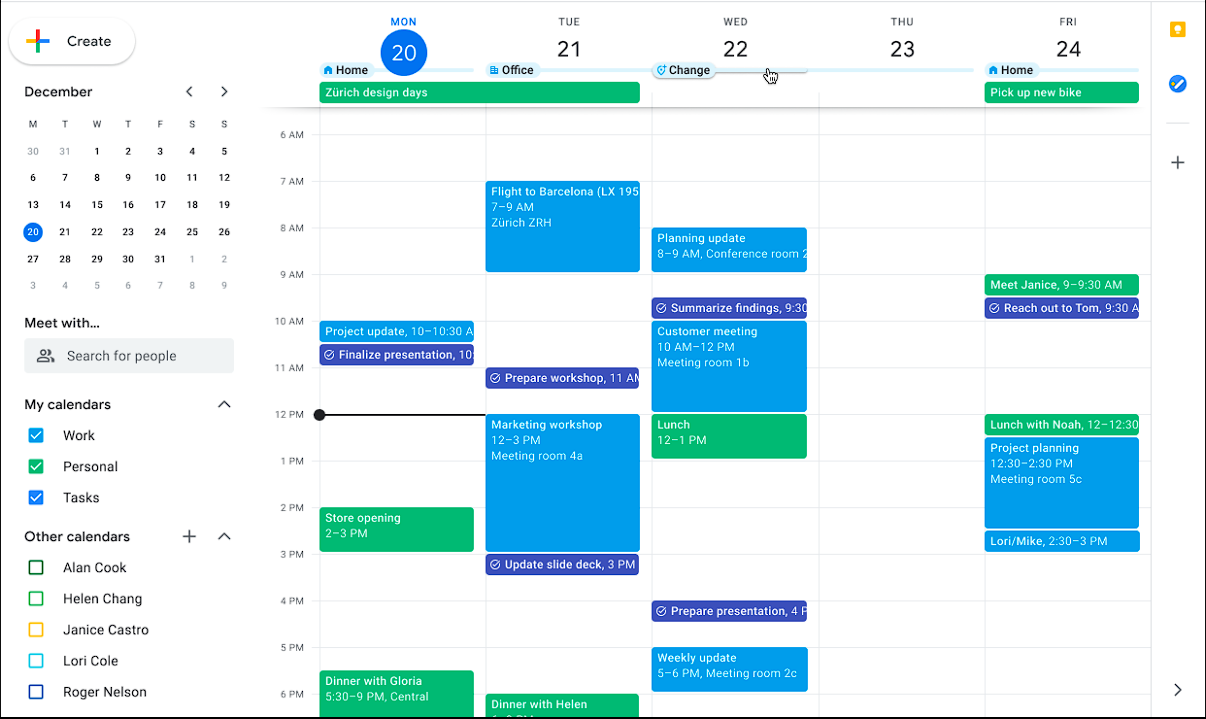 Create
December
M T W T F S S
30 31 1 2 3 4 5
6 7 8 9 10 11 12
13 14 15 16 17 18 19
20 21 22 23 24 25 26
27 28 29 30 31 1 2
3 4 5 6 7 8 9
Meet with...
Search for people
My calendars
Work
Personal
Tasks
Other calendars
Alan Cook
Helen Chang
Janice Castro
Lori Cole
Roger Nelson
MON
20
Home
TUE
21
Office
WED
22
Change
THU
23
FRI
24
Home
Zürich design days
Pick up new bike
6 AM
7 AM
8 AM
9 AM
10 AM
11 AM
12 PM
1 PM
2 PM
3 PM
4 PM
5 PM
6 PM
Project update, 10–10:30 A
Finalize presentation, 10:
Store opening
2–3 PM
Dinner with Gloria
5:30–9 PM, Central
Flight to Barcelona (LX 195
7–9 AM
Zürich ZRH
Prepare workshop, 11 AM
Marketing workshop
12–3 PM
Meeting room 4a
Update slide deck, 3 PM
Dinner with Helen
Planning update
8–9 AM, Conference room 2
Summarize findings, 9:30
Customer meeting
10 AM–12 PM
Meeting room 1b
Lunch
12–1 PM
Prepare presentation, 4 P
Weekly update
5–6 PM, Meeting room 2c
Meet Janice, 9–9:30 AM
Reach out to Tom, 9:30 A
Lunch with Noah, 12–12:30
Project planning
12:30–2:30 PM
Meeting room 5c
Lori/Mike, 2:30–3 PM